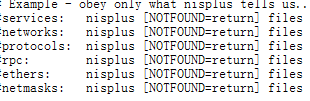 # Example - obey only what nisplus tells us..
#services:   nisplus [NOTFOUND=return] files
#networks:   nisplus [NOTFOUND=return] files
#protocols:  nisplus [NOTFOUND=return] files
#rpc:        nisplus [NOTFOUND=return] files
#ethers:     nisplus [NOTFOUND=return] files
#netmasks:   nisplus [NOTFOUND=return] files